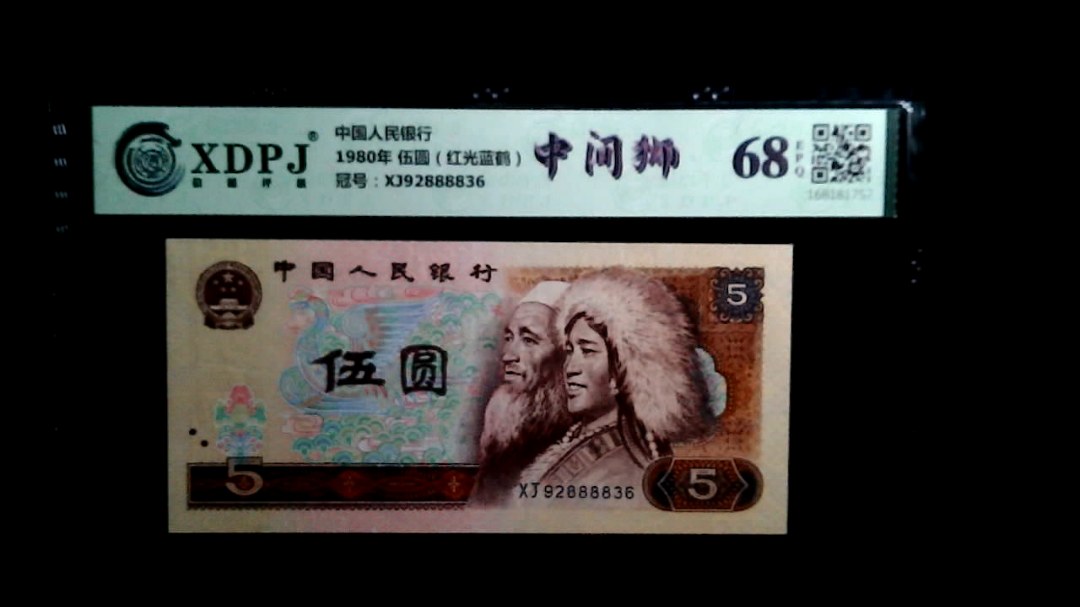 XDPJ®
中国人民银行
1980年 伍圆（红光蓝鹤）
冠号：XJ92888836
中间狮
68
EPQ
中国人民银行
5
伍圆
5
XJ92888836
5